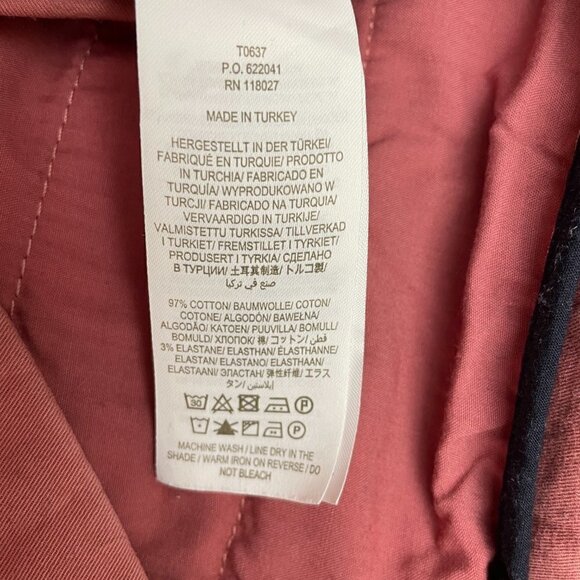 T0637
P.O. 622041
RN 118027
MADE IN TURKEY
HERGESTELLT IN DER TÜRKEI/
FABRIQUÉ EN TURQUIE/ PRODOTTO
IN TURCHIA/ FABRICADO EN
TURQUÍA/ WYPRODUKOWANO W
TURCJI/ FABRICADO NA TURQUIA/
VERVAARDIGD IN TURKIJE/
VALMISTETTU TURKISSA/ TILLVERKAD
I TURKIET/ FREMSTILLET I TYRKIET/
PRODUSERT I TYRKIA/ СДЕЛАНО
В ТУРЦИИ/ 土耳其制造/ トルコ製/
صنع في تركيا
97% COTTON/ BAUMWOLLE/ COTON/
COTONE/ ALGODÓN/ BAWEŁNA/
ALGODÃO/ KATOEN/ PUUVILLA/ BOMULL/
BOMULD/ ХЛОПОК/ 棉/ コットン/ قطن/
3% ELASTANE/ ELASTHAN/ ÉLASTHANNE/
ELASTAN/ ELASTANO/ ELASTAAN/
ELASTAANI/ ЭЛАСТАН/ 弹性纤维/ エラス
タン/ إيلاستين/
30 P
P
MACHINE WASH/ LINE DRY IN THE
SHADE/ WARM IRON ON REVERSE/ DO
NOT BLEACH